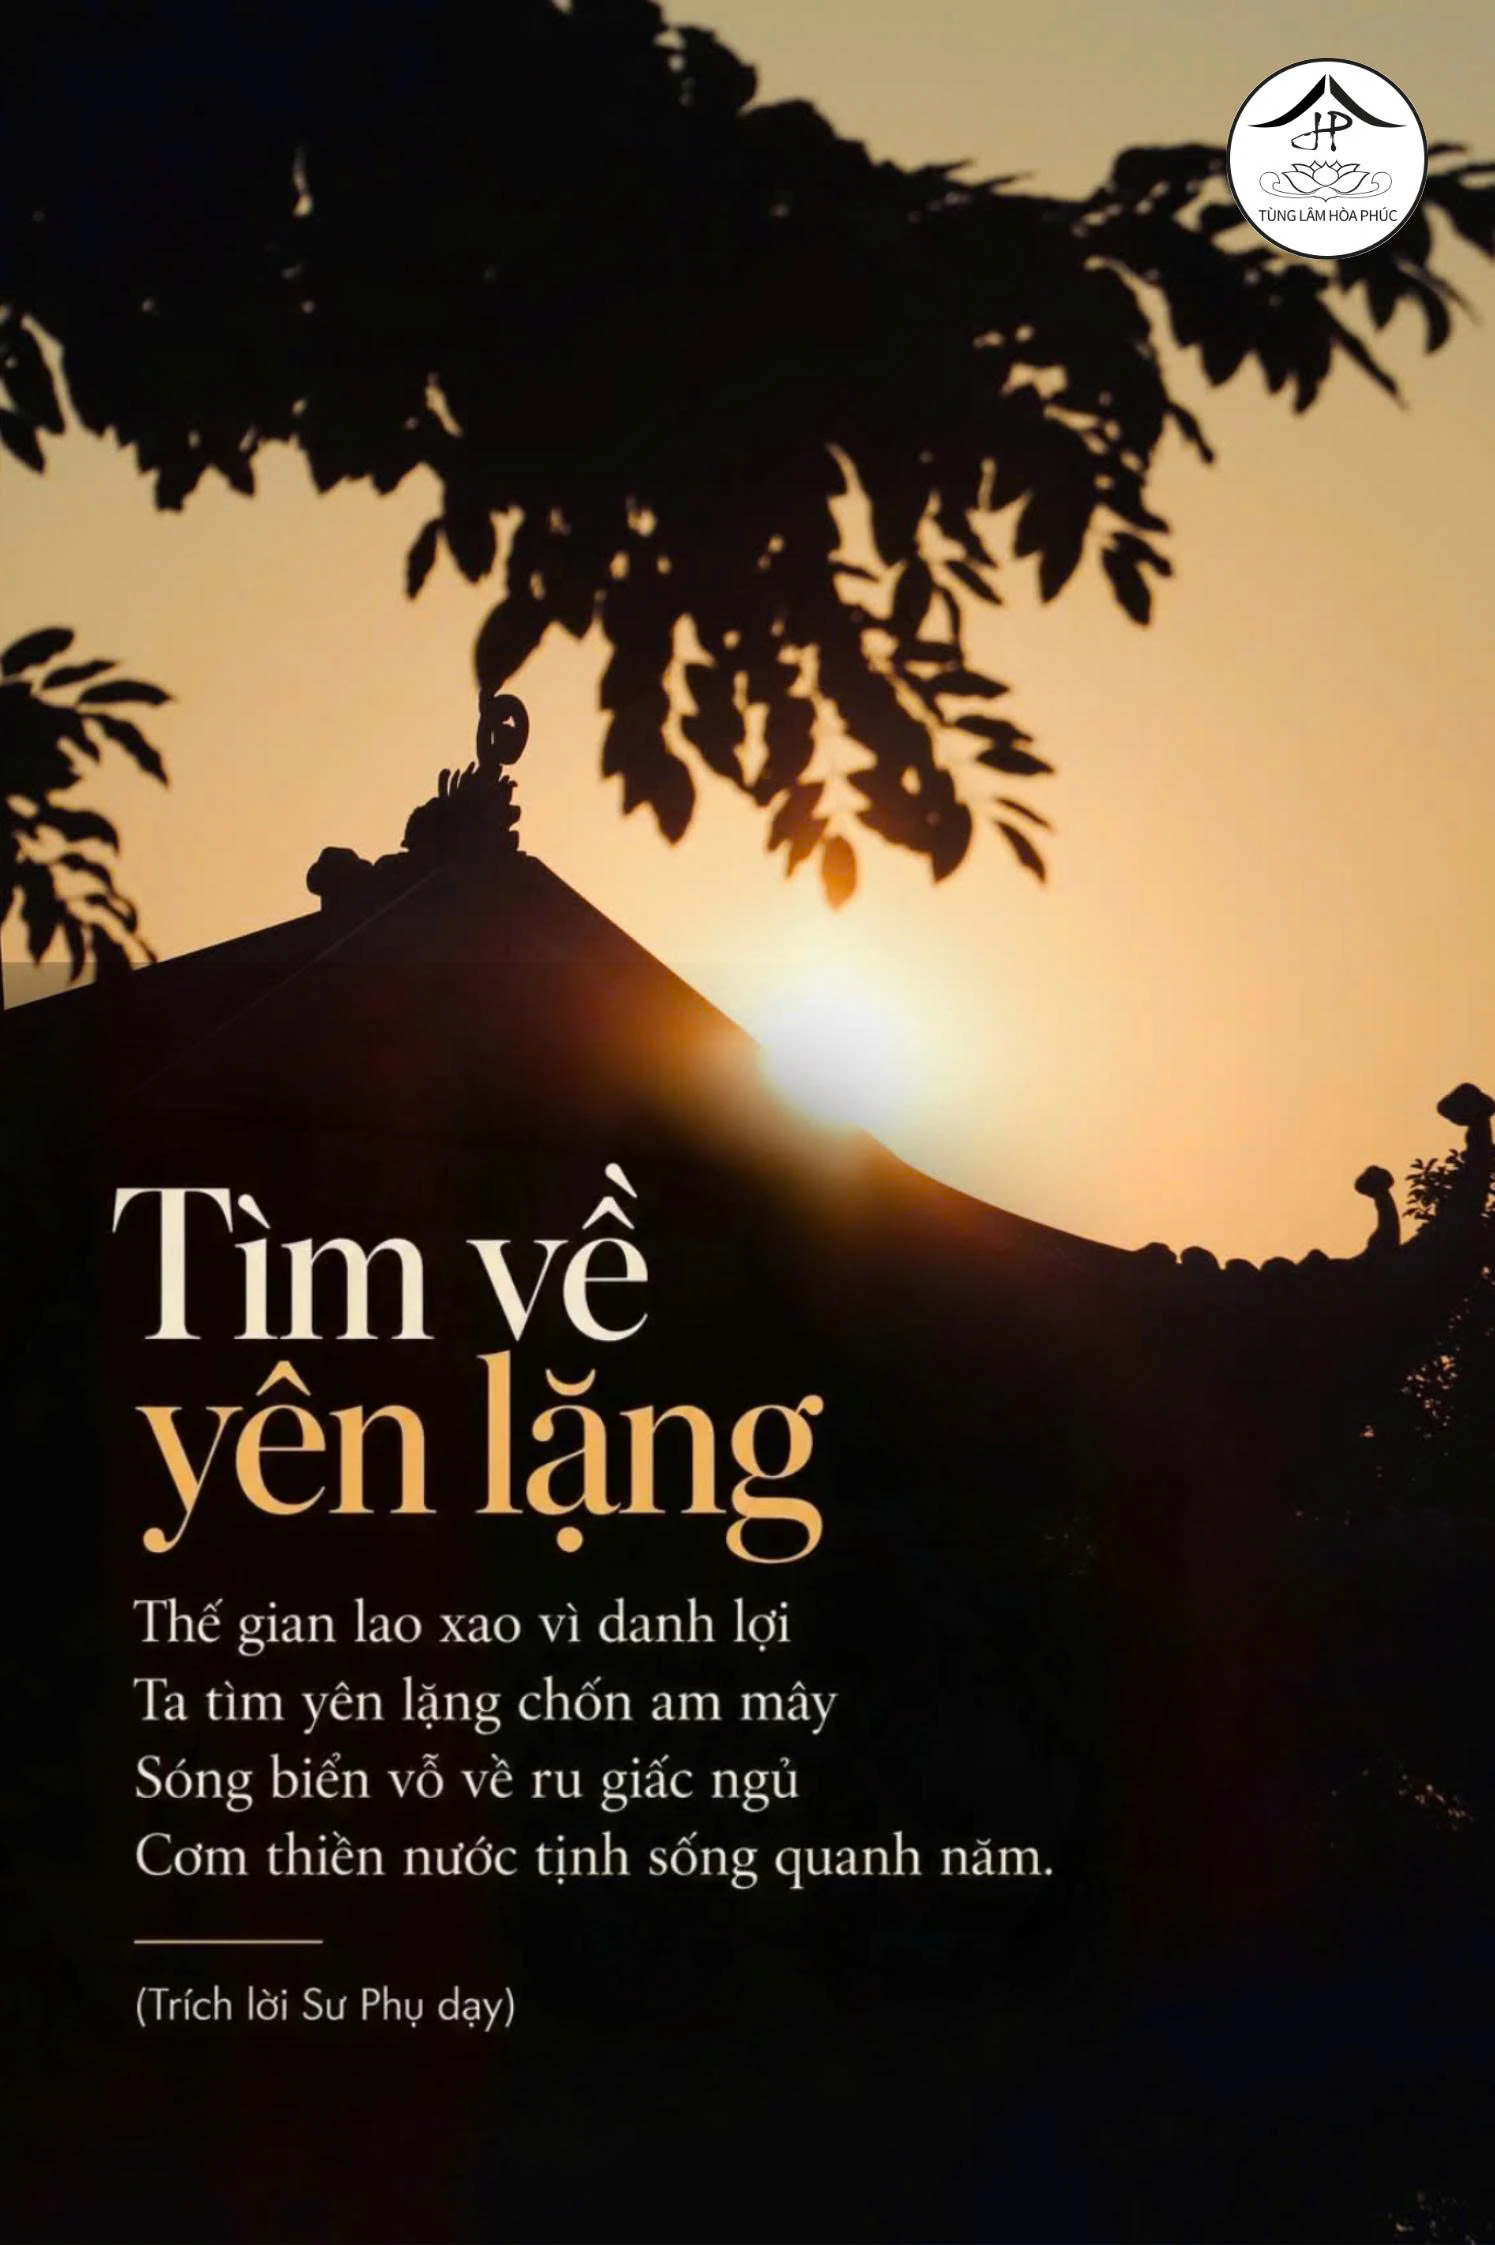 HP
TÙNG LÂM HÒA PHÚC
Tìm về
yên lặng
Thế gian lao xao vì danh lợi
Ta tìm yên lặng chốn am mây
Sóng biển vỗ về ru giấc ngủ
Cơm thiền nước tịnh sống quanh năm.
(Trích lời Sư Phụ dạy)